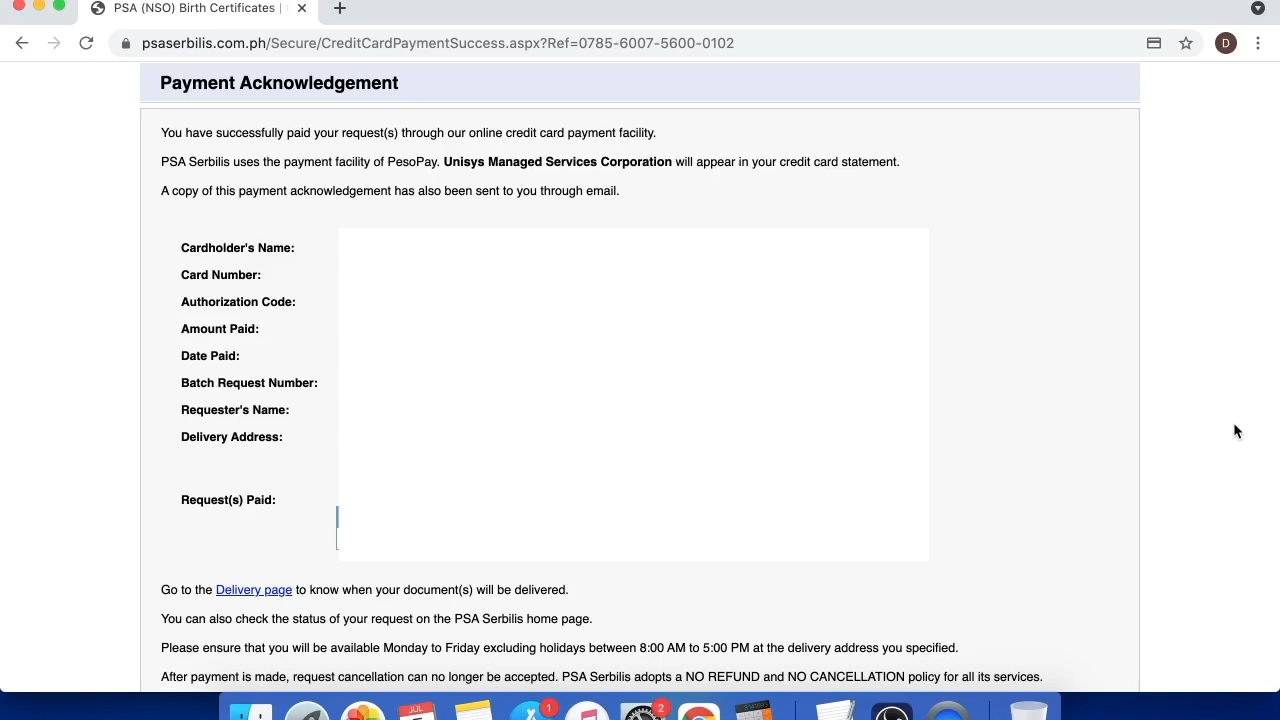 PSA (NSO) Birth Certificates |
psaserbilis.com.ph/Secure/CreditCardPaymentSuccess.aspx?Ref=0785-6007-5600-0102
D
Payment Acknowledgement
You have successfully paid your request(s) through our online credit card payment facility.
PSA Serbilis uses the payment facility of PesoPay. Unisys Managed Services Corporation will appear in your credit card statement.
A copy of this payment acknowledgement has also been sent to you through email.
Cardholder's Name:
Card Number:
Authorization Code:
Amount Paid:
Date Paid:
Batch Request Number:
Requester's Name:
Delivery Address:
Request(s) Paid:
Go to the Delivery page to know when your document(s) will be delivered.
You can also check the status of your request on the PSA Serbilis home page.
Please ensure that you will be available Monday to Friday excluding holidays between 8:00 AM to 5:00 PM at the delivery address you specified.
After payment is made, request cancellation can no longer be accepted. PSA Serbilis adopts a NO REFUND and NO CANCELLATION policy for all its services.
JUL
1
2